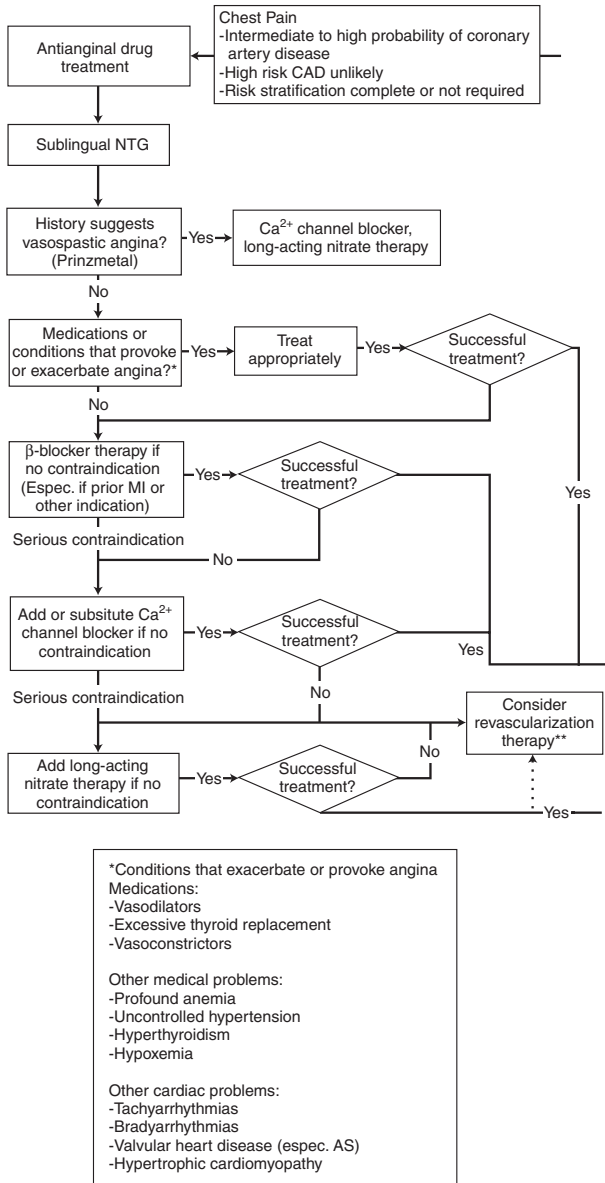 Chest Pain
-Intermediate to high probability of coronary
artery disease
-High risk CAD unlikely
-Risk stratification complete or not required
Antianginal drug
treatment
Sublingual NTG
History suggests
vasospastic angina?
(Prinzmetal)
Yes
Ca2+ channel blocker,
long-acting nitrate therapy
No
Medications or
conditions that provoke
or exacerbate angina?*
Yes
Treat
appropriately
Yes
Successful
treatment?
No
Yes
β-blocker therapy if
no contraindication
(Espec. if prior MI or
other indication)
Yes
Successful
treatment?
Serious contraindication
No
Add or subsitute Ca2+
channel blocker if no
contraindication
Yes
Successful
treatment?
Yes
No
Serious contraindication
Consider
revascularization
therapy**
Add long-acting
nitrate therapy if no
contraindication
Yes
Successful
treatment?
No
Yes
*Conditions that exacerbate or provoke angina
Medications:
-Vasodilators
-Excessive thyroid replacement
-Vasoconstrictors
Other medical problems:
-Profound anemia
-Uncontrolled hypertension
-Hyperthyroidism
-Hypoxemia
Other cardiac problems:
-Tachyarrhythmias
-Bradyarrhythmias
-Valvular heart disease (espec. AS)
-Hypertrophic cardiomyopathy